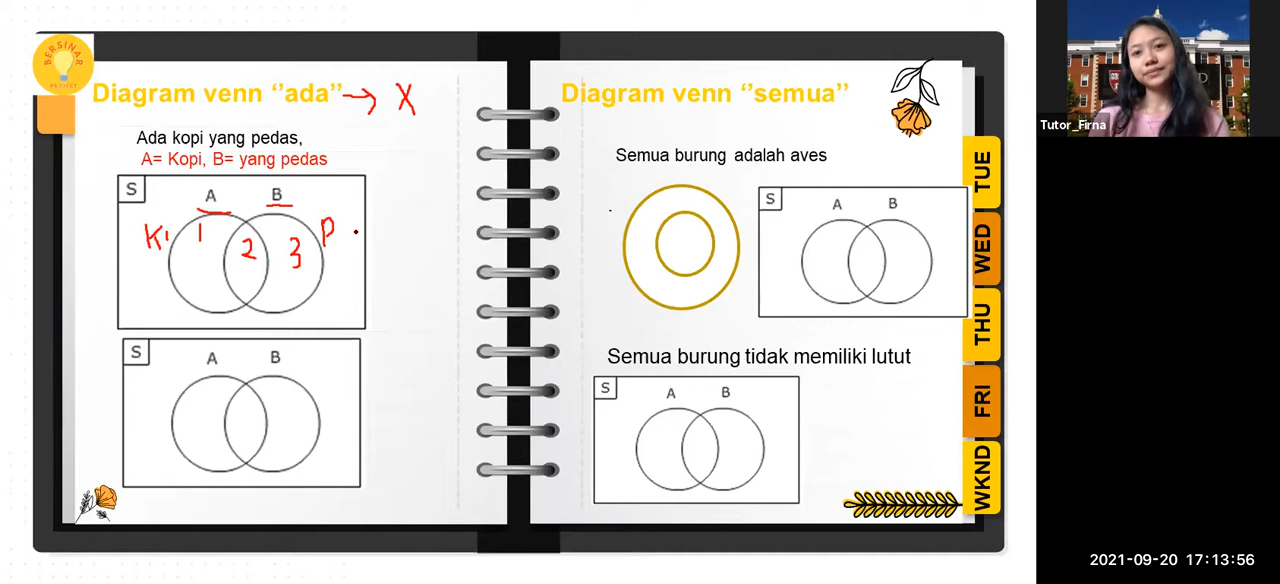 BERSINAR
PROJECT
Diagram venn ‘’ada’’ → X
Ada kopi yang pedas,
A= Kopi, B= yang pedas
S
A
B
K
1
2
3
P
S
A
B
Diagram venn ‘’semua’’
Semua burung adalah aves
S
A
B
Semua burung tidak memiliki lutut
S
A
B
TUE
WED
THU
FRI
WKND
Tutor_Firna
2021-09-20 17:13:56